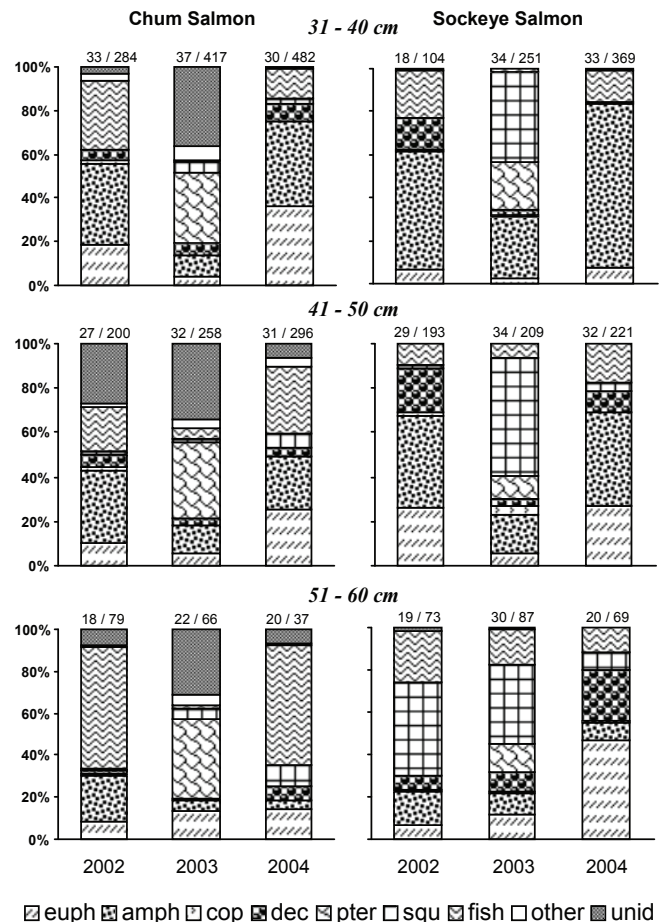 Chum Salmon Sockeye Salmon
31 - 40 cm
33 / 284 37 / 417 30 / 482 18 / 104 34 / 251 33 / 369
100%
80%
60%
40%
20%
0%
41 - 50 cm
27 / 200 32 / 258 31 / 296 29 / 193 34 / 209 32 / 221
100%
80%
60%
40%
20%
0%
51 - 60 cm
18 / 79 22 / 66 20 / 37 19 / 73 30 / 87 20 / 69
100%
80%
60%
40%
20%
0%
2002 2003 2004 2002 2003 2004
euph amph cop dec pter squ fish other unid